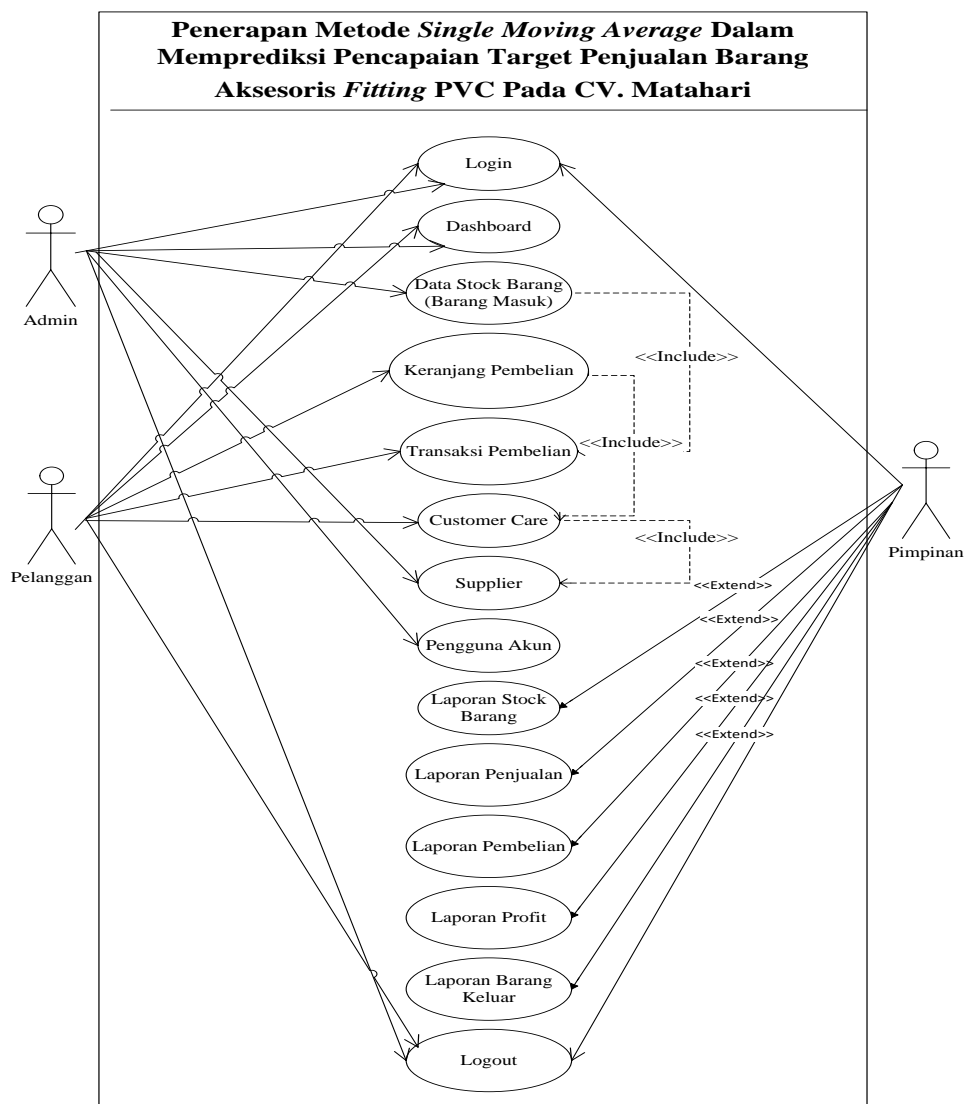 Penerapan Metode Single Moving Average Dalam
Memprediksi Pencapaian Target Penjualan Barang
Aksesoris Fitting PVC Pada CV. Matahari
Login
Dashboard
Data Stock Barang
(Barang Masuk)
Admin
<<Include>>
Keranjang Pembelian
<<Include>>
Transaksi Pembelian
Customer Care
<<Include>>
Pelanggan
Pimpinan
Supplier
<<Extend>>
<<Extend>>
Pengguna Akun
<<Extend>>
Laporan Stock
Barang
<<Extend>>
<<Extend>>
Laporan Penjualan
Laporan Pembelian
Laporan Profit
Laporan Barang
Keluar
Logout